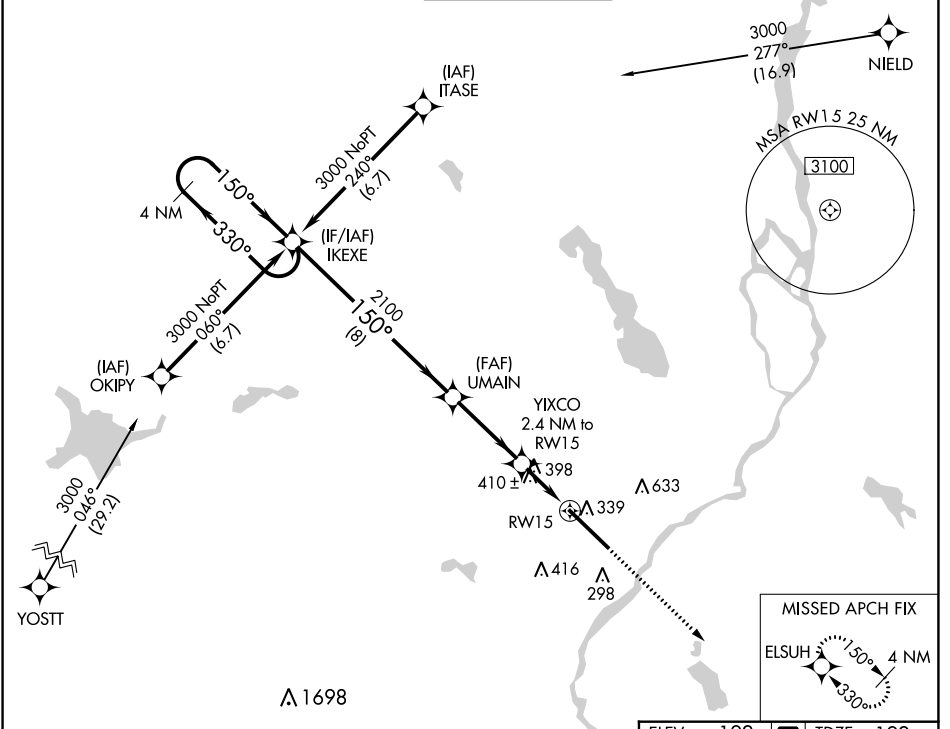 3000
277°
(16.9)
NIELD
(IAF)
ITASE
MSA RW15 25 NM
3100
3000 NoPT
240°
(6.7)
150°
4 NM
330°
(IF/IAF)
IKEXE
3000 NoPT
060°
(6.7)
2100
150°
(8)
(IAF)
OKIPY
(FAF)
UMAIN
YIXCO
2.4 NM to
RW15
398
410 ±
633
339
RW15
3000
046°
(29.2)
416
298
YOSTT
MISSED APCH FIX
ELSUH
150°
4 NM
330°
1698